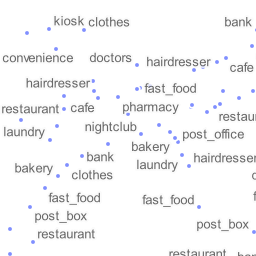 kiosk clothes bank
convenience doctors hairdresser cafe
hairdresser fast_food
restaurant cafe pharmacy
restau
laundry nightclub post_office
bakery
bank laundry hairdresser
bakery clothes
fast_food fast_food
post_box post_box
restaurant
restaurant